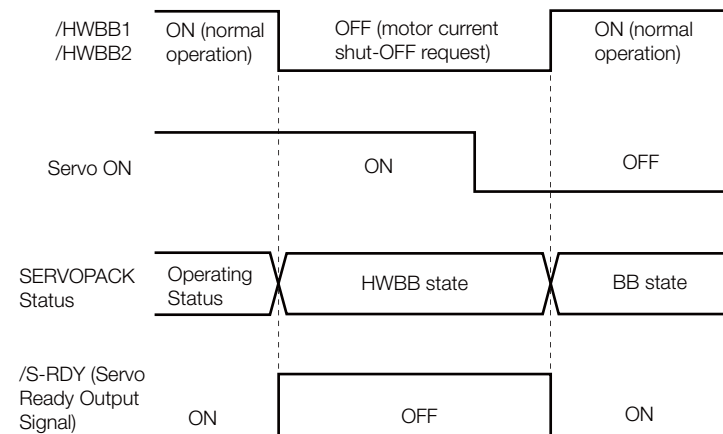 /HWBB1
/HWBB2
ON (normal
operation)
OFF (motor current
shut-OFF request)
ON (normal
operation)
Servo ON
ON
OFF
SERVOPACK
Status
Operating
Status
HWBB state
BB state
/S-RDY (Servo
Ready Output
Signal)
ON
OFF
ON